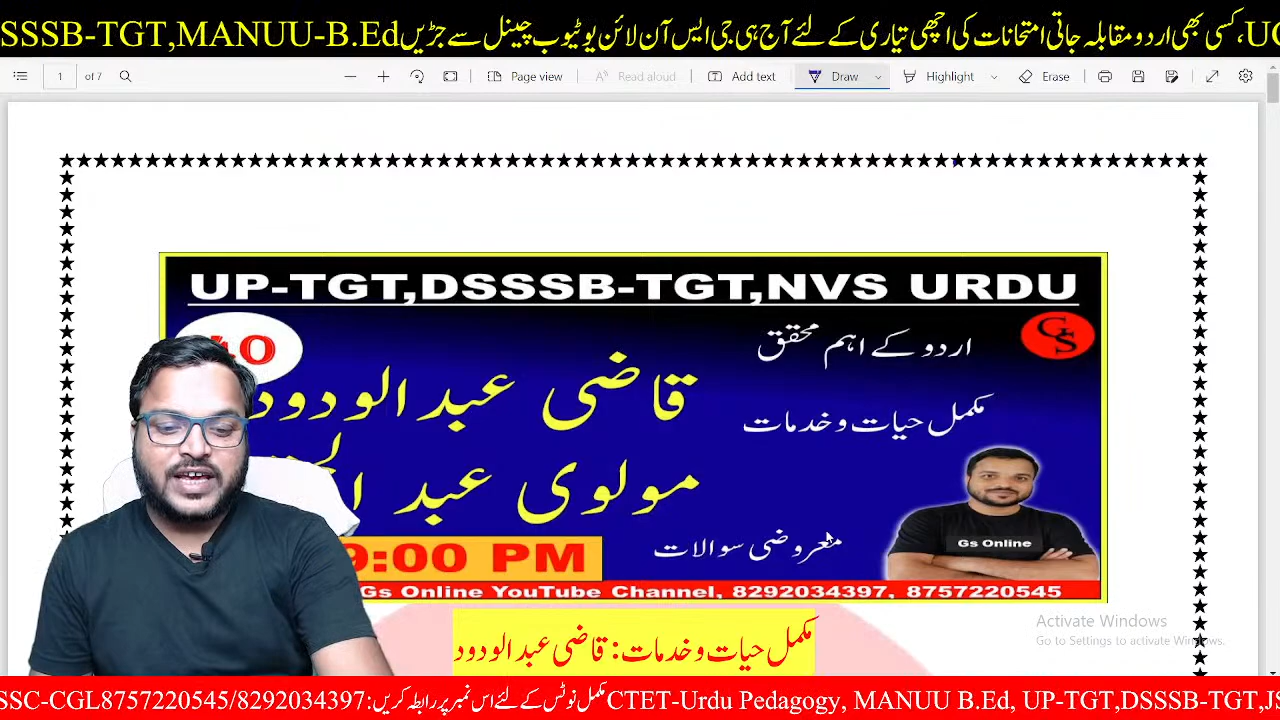 SSSB-TGT,MANUU-B.Ed کسی بھی اردو مقابلہ جاتی امتحانات کی اچھی تیاری کے لئے آج ہی جی ایس آن لائن یوٹیوب چینل سے جڑیں، UG
1 of 7 Page view Read aloud Add text Draw Highlight Erase
UP-TGT,DSSSB-TGT,NVS URDU
GS
اردو کے اہم محقق
قاضی عبدالودود
مکمل حیات و خدمات
مولوی عبد
معروضی سوالات
Gs Online
9:00 PM
Gs Online YouTube Channel, 8292034397, 8757220545
مکمل حیات و خدمات: قاضی عبدالودود
Activate Windows
Go to Settings to activate Windows.
SSC-CGL8757220545/8292034397:مکمل نوٹس کے لئے اس نمبر پر رابطہ کریں CTET-Urdu Pedagogy, MANUU B.Ed, UP-TGT,DSSSB-TGT,JS